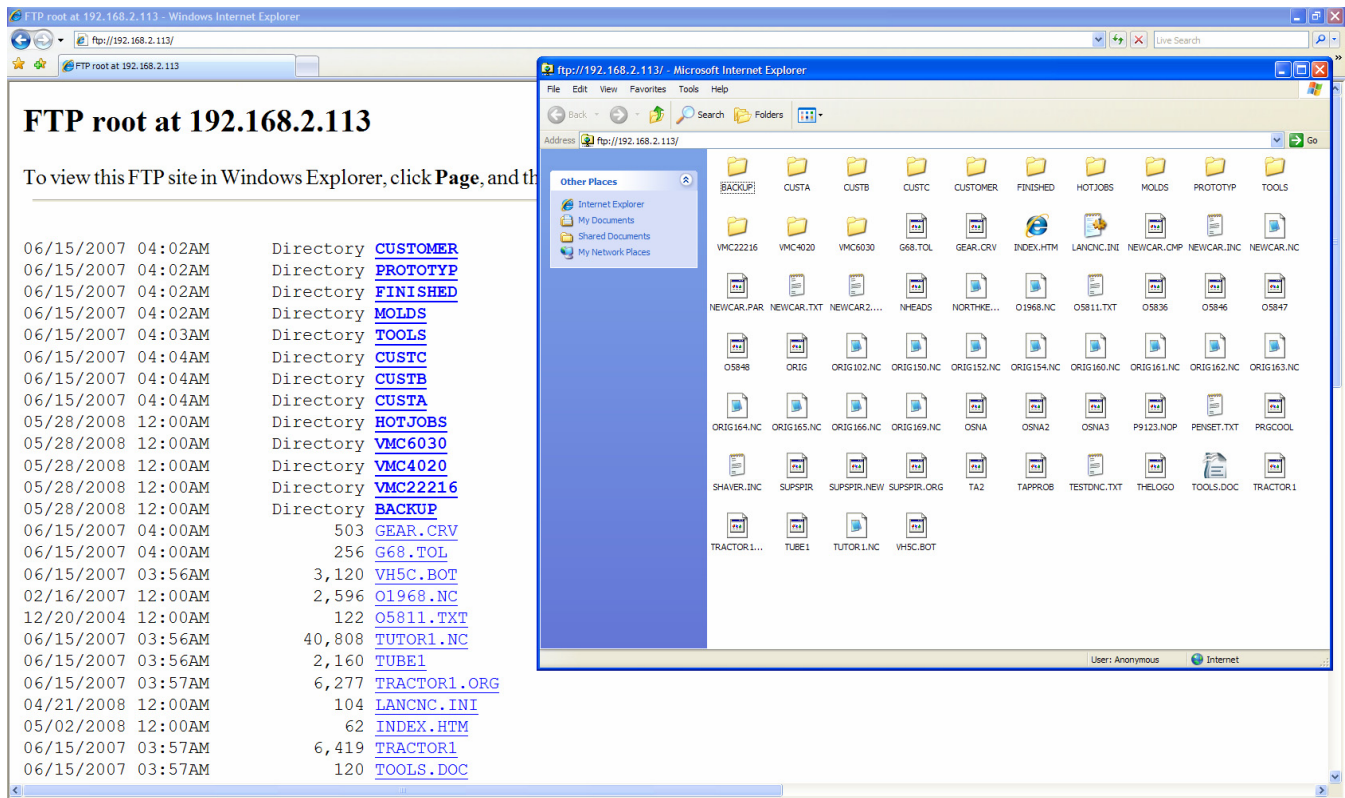 FTP root at 192.168.2.113 - Windows Internet Explorer
ftp://192.168.2.113/
Live Search
FTP root at 192.168.2.113
»
FTP root at 192.168.2.113
To view this FTP site in Windows Explorer, click Page, and th
06/15/2007 04:02AM Directory CUSTOMER
06/15/2007 04:02AM Directory PROTOTYP
06/15/2007 04:02AM Directory FINISHED
06/15/2007 04:02AM Directory MOLDS
06/15/2007 04:03AM Directory TOOLS
06/15/2007 04:04AM Directory CUSTC
06/15/2007 04:04AM Directory CUSTB
06/15/2007 04:04AM Directory CUSTA
05/28/2008 12:00AM Directory HOTJOBS
05/28/2008 12:00AM Directory VMC6030
05/28/2008 12:00AM Directory VMC4020
05/28/2008 12:00AM Directory VMC22216
05/28/2008 12:00AM Directory BACKUP
06/15/2007 04:00AM 503 GEAR.CRV
06/15/2007 04:00AM 256 G68.TOL
06/15/2007 03:56AM 3,120 VH5C.BOT
02/16/2007 12:00AM 2,596 O1968.NC
12/20/2004 12:00AM 122 O5811.TXT
06/15/2007 03:56AM 40,808 TUTOR1.NC
06/15/2007 03:56AM 2,160 TUBE1
06/15/2007 03:57AM 6,277 TRACTOR1.ORG
04/21/2008 12:00AM 104 LANCNC.INI
05/02/2008 12:00AM 62 INDEX.HTM
06/15/2007 03:57AM 6,419 TRACTOR1
06/15/2007 03:57AM 120 TOOLS.DOC
ftp://192.168.2.113/ - Microsoft Internet Explorer
File Edit View Favorites Tools Help
Back Search Folders
Address ftp://192.168.2.113/ Go
Other Places
Internet Explorer
My Documents
Shared Documents
My Network Places
BACKUP CUSTA CUSTB CUSTC CUSTOMER FINISHED HOTJOBS MOLDS PROTOTYP TOOLS
VMC22216 VMC4020 VMC6030 G68.TOL GEAR.CRV INDEX.HTM LANCNC.INI NEWCAR.CMP NEWCAR.INC NEWCAR.NC
NEWCAR.PAR NEWCAR.TXT NEWCAR2.... NHEADS NORTHKE... O1968.NC O5811.TXT O5836 O5846 O5847
O5848 ORIG ORIG102.NC ORIG150.NC ORIG152.NC ORIG154.NC ORIG160.NC ORIG161.NC ORIG162.NC ORIG163.NC
ORIG164.NC ORIG165.NC ORIG166.NC ORIG169.NC OSNA OSNA2 OSNA3 P9123.NOP PENSET.TXT PRGCOOL
SHAVER.INC SUPSPIR SUPSPIR.NEW SUPSPIR.ORG TA2 TAPPROB TESTDNC.TXT THELOGO TOOLS.DOC TRACTOR1
TRACTOR1... TUBE1 TUTOR1.NC VH5C.BOT
User: Anonymous Internet